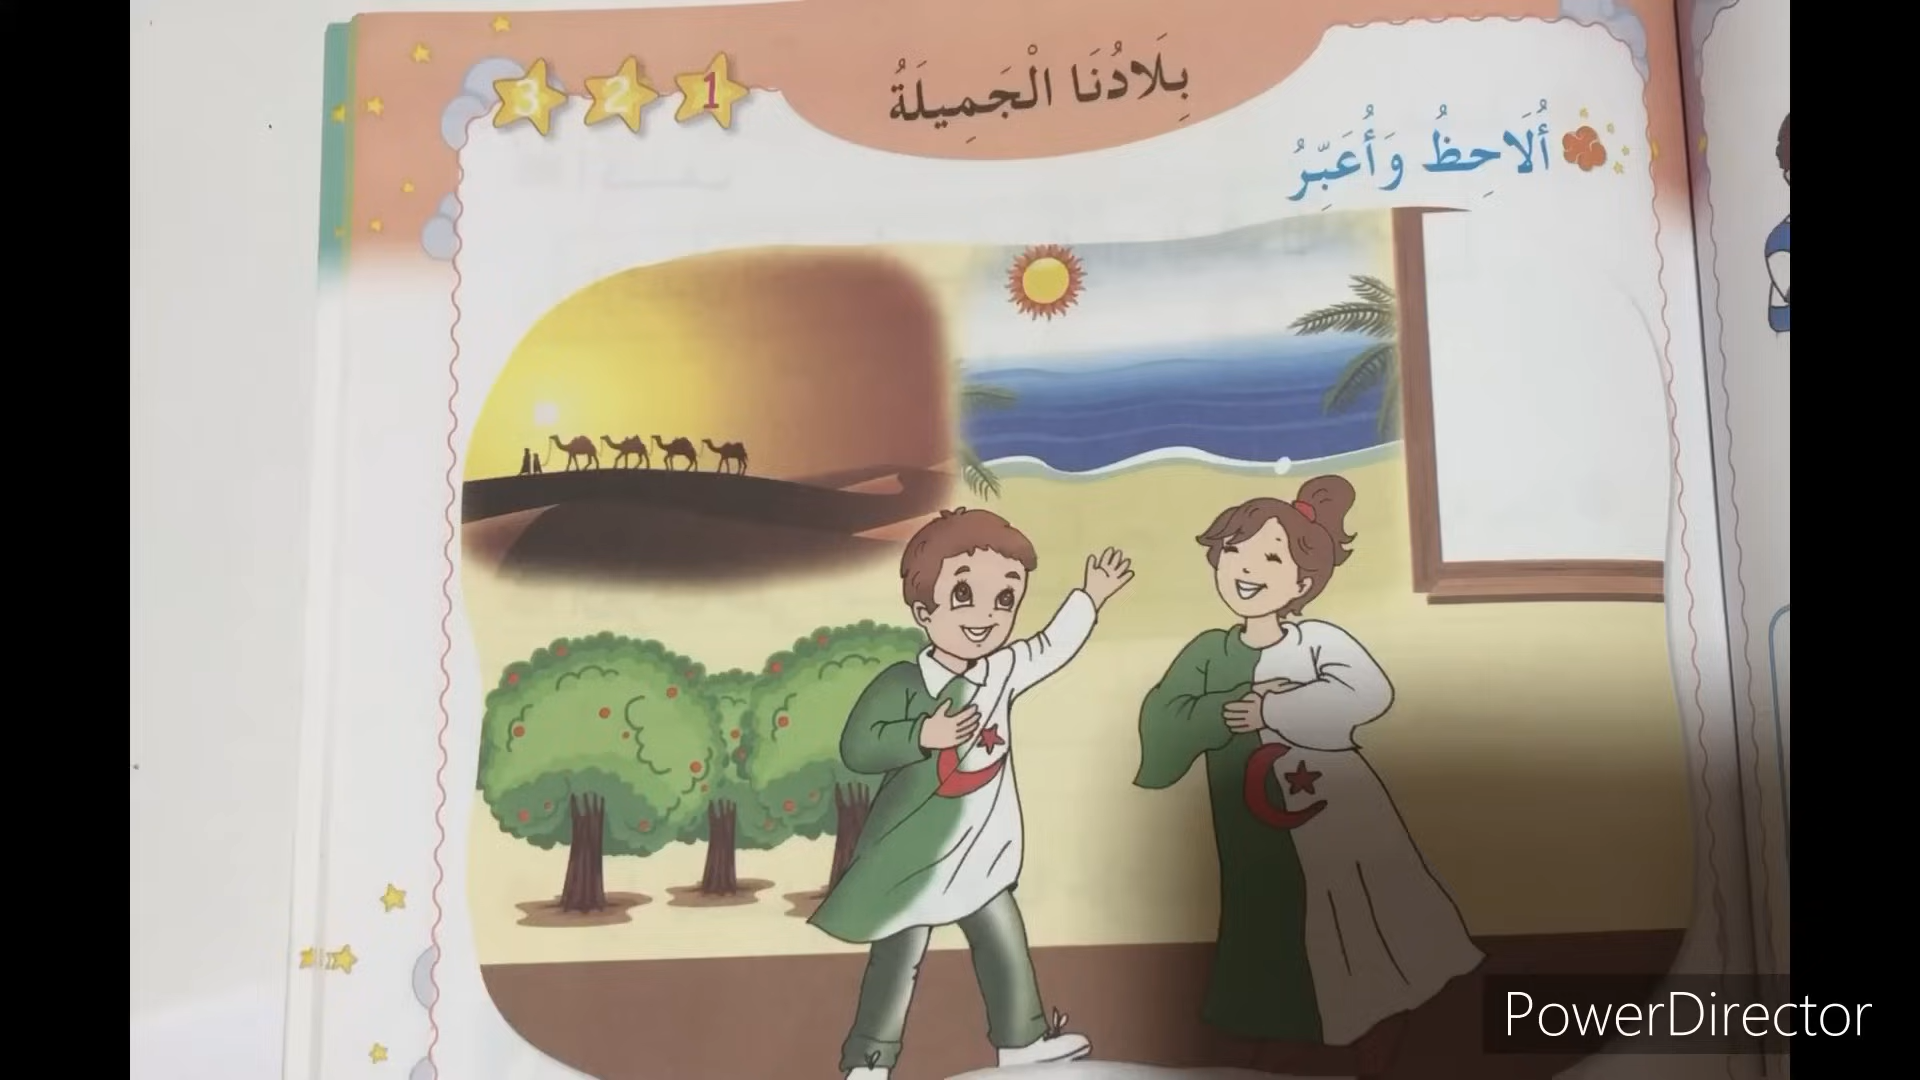 بِلَادُنَا الْجَمِيلَةُ
1 2 3
أُلَاحِظُ وَأُعَبِّرُ
PowerDirector